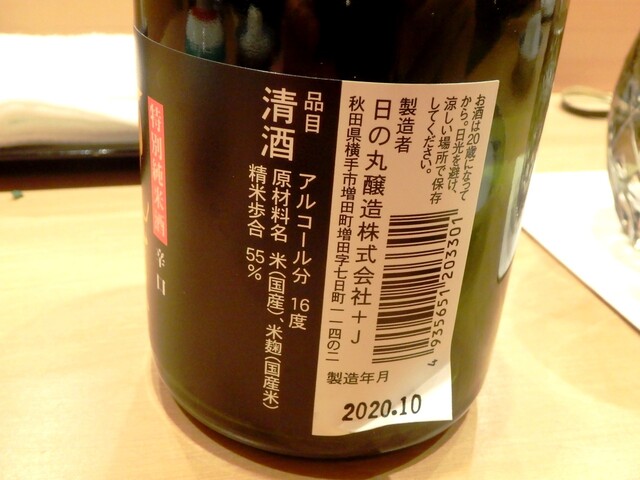 お酒は20歳になって
から。日光を避け、
涼しい場所で保存
してください。
4 935651 203301
製造者
日の丸醸造株式会社+J
秋田県横手市増田町増田字七日町一一四の二
製造年月
2020.10
品目
清酒
アルコール分 16度
原材料名 米(国産)、米麹(国産米)
精米歩合 55%
特別純米酒
辛口